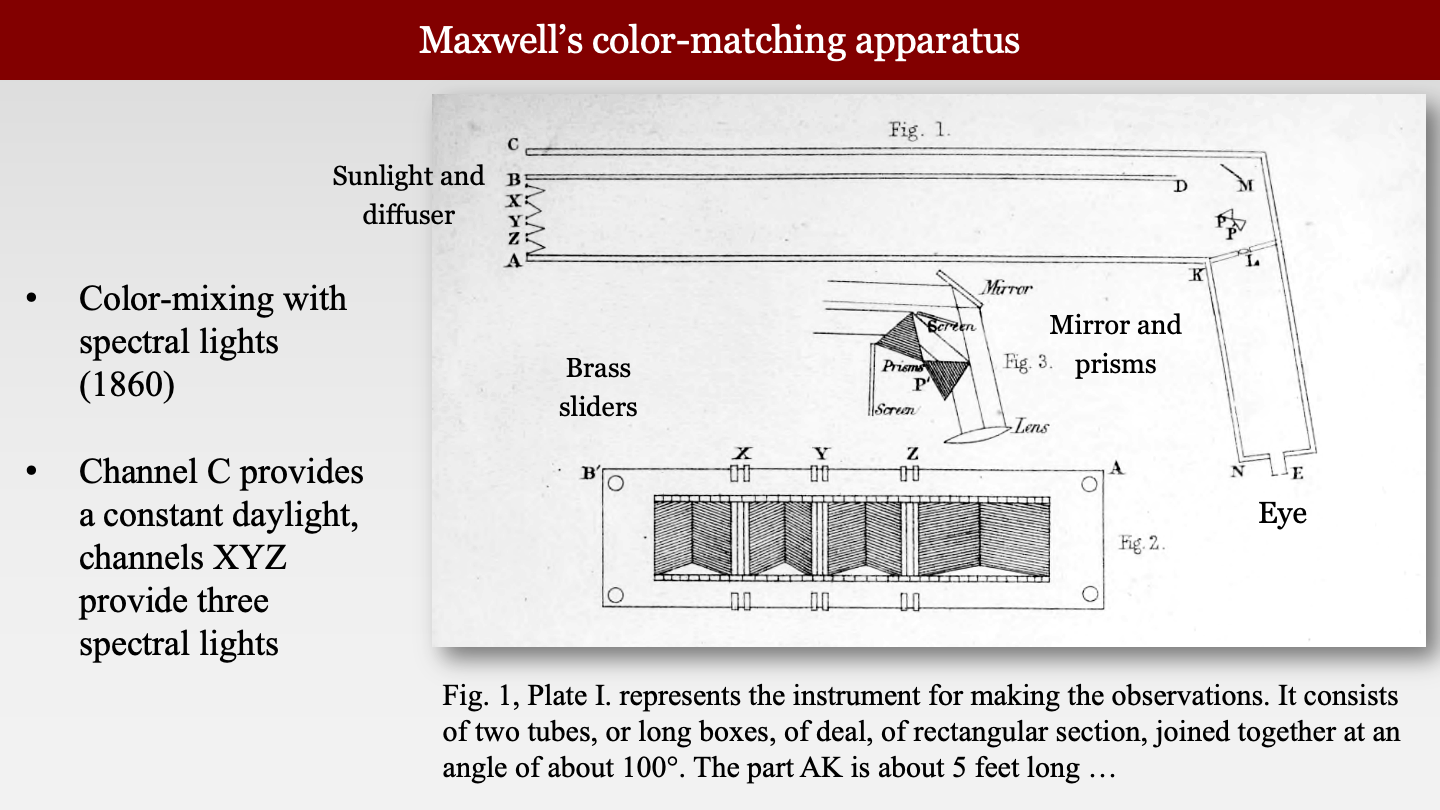 Maxwell’s color-matching apparatus
Fig. 1.
C
Sunlight and
diffuser
B
X
Y
Z
A
D
M
P
P
L
K
• Color-mixing with
spectral lights
(1860)
Mirror
Screen
Mirror and
prisms
Fig. 3.
Prisms
P'
Screen
Lens
Brass
sliders
• Channel C provides
a constant daylight,
channels XYZ
provide three
spectral lights
X Y Z
B' A
N E
Eye
Fig. 2.
Fig. 1, Plate I. represents the instrument for making the observations. It consists
of two tubes, or long boxes, of deal, of rectangular section, joined together at an
angle of about 100°. The part AK is about 5 feet long …